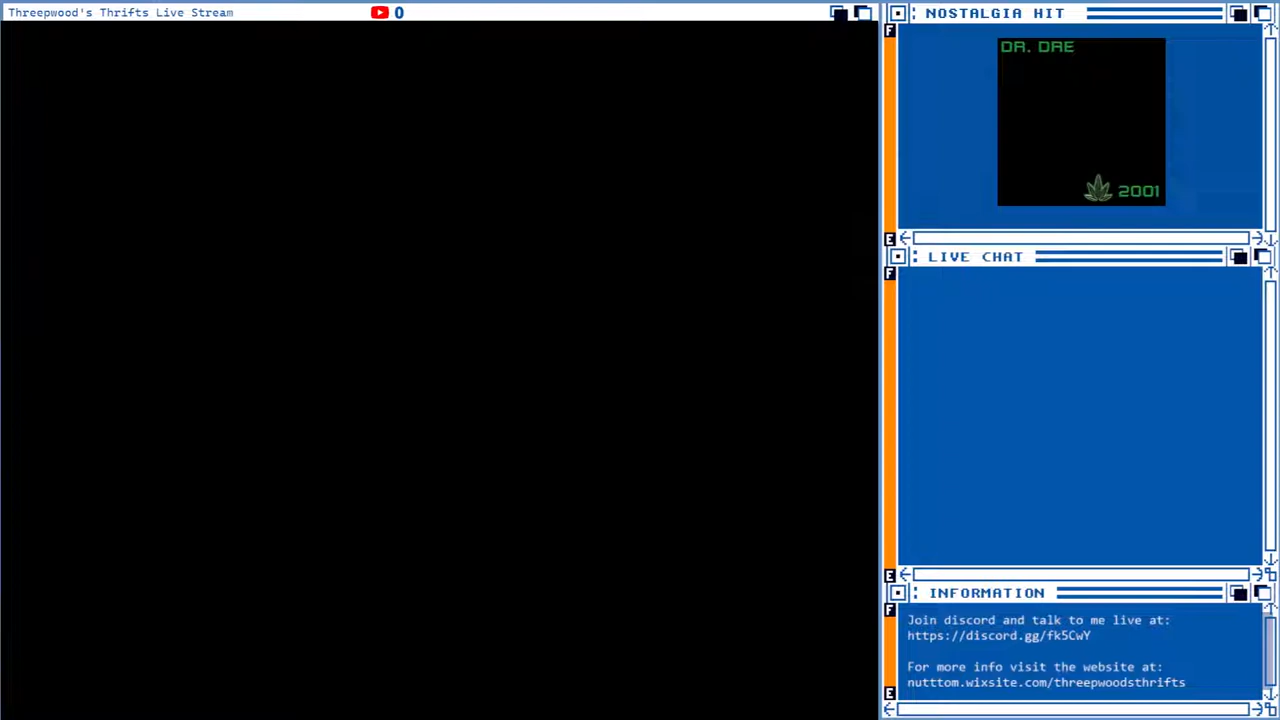 Threepwood's Thrifts Live Stream
0
NOSTALGIA HIT
F
DR. DRE
2001
E
LIVE CHAT
F
E
INFORMATION
F
Join discord and talk to me live at:
https://discord.gg/fk5CwY
For more info visit the website at:
nutttom.wixsite.com/threepwoodsthrifts
E